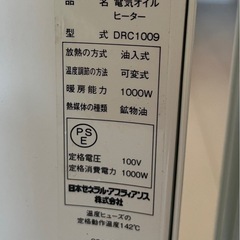 品名 電気オイル
ヒーター
型式 DRC1009
放熱の方式 油入式
温度調節の方法 可変式
暖房能力 1000W
熱媒体の種類 鉱物油
PS
E
定格電圧 100V
定格消費電力 1000W
日本ゼネラル・アプラィアンス
株式会社
温度ヒューズの
定格動作温度142℃